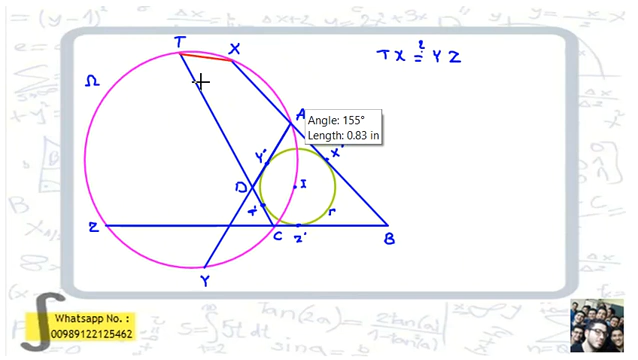 TX ≟ YZ
T
X
Ω
A
Angle: 155°
Length: 0.83 in
Y'
X'
D
I
T'
r
Z
C
Z'
B
Y
Whatsapp No. :
00989122125462